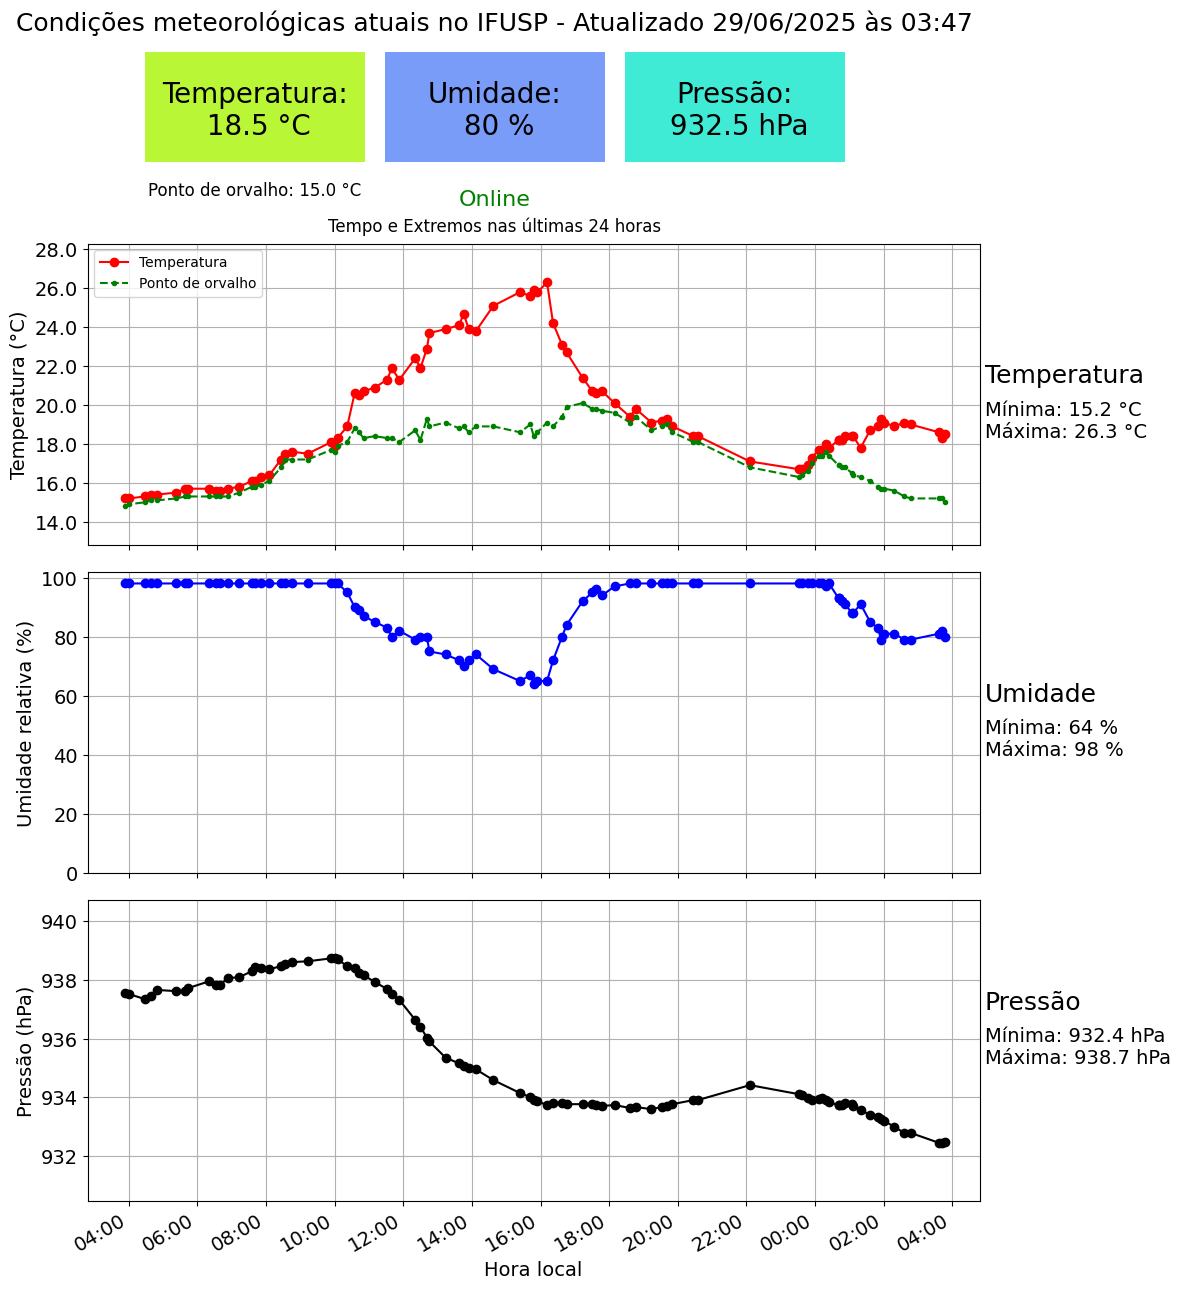 Condições meteorológicas atuais no IFUSP - Atualizado 29/06/2025 às 03:47
Temperatura:
18.5 °C
Umidade:
80 %
Pressão:
932.5 hPa
Ponto de orvalho: 15.0 °C
Online
Tempo e Extremos nas últimas 24 horas
Temperatura (°C)
28.0
26.0
24.0
22.0
20.0
18.0
16.0
14.0
Temperatura
Ponto de orvalho
Temperatura
Mínima: 15.2 °C
Máxima: 26.3 °C
Umidade relativa (%)
100
80
60
40
20
0
Umidade
Mínima: 64 %
Máxima: 98 %
Pressão (hPa)
940
938
936
934
932
Pressão
Mínima: 932.4 hPa
Máxima: 938.7 hPa
04:00
06:00
08:00
10:00
12:00
14:00
16:00
18:00
20:00
22:00
00:00
02:00
04:00
Hora local